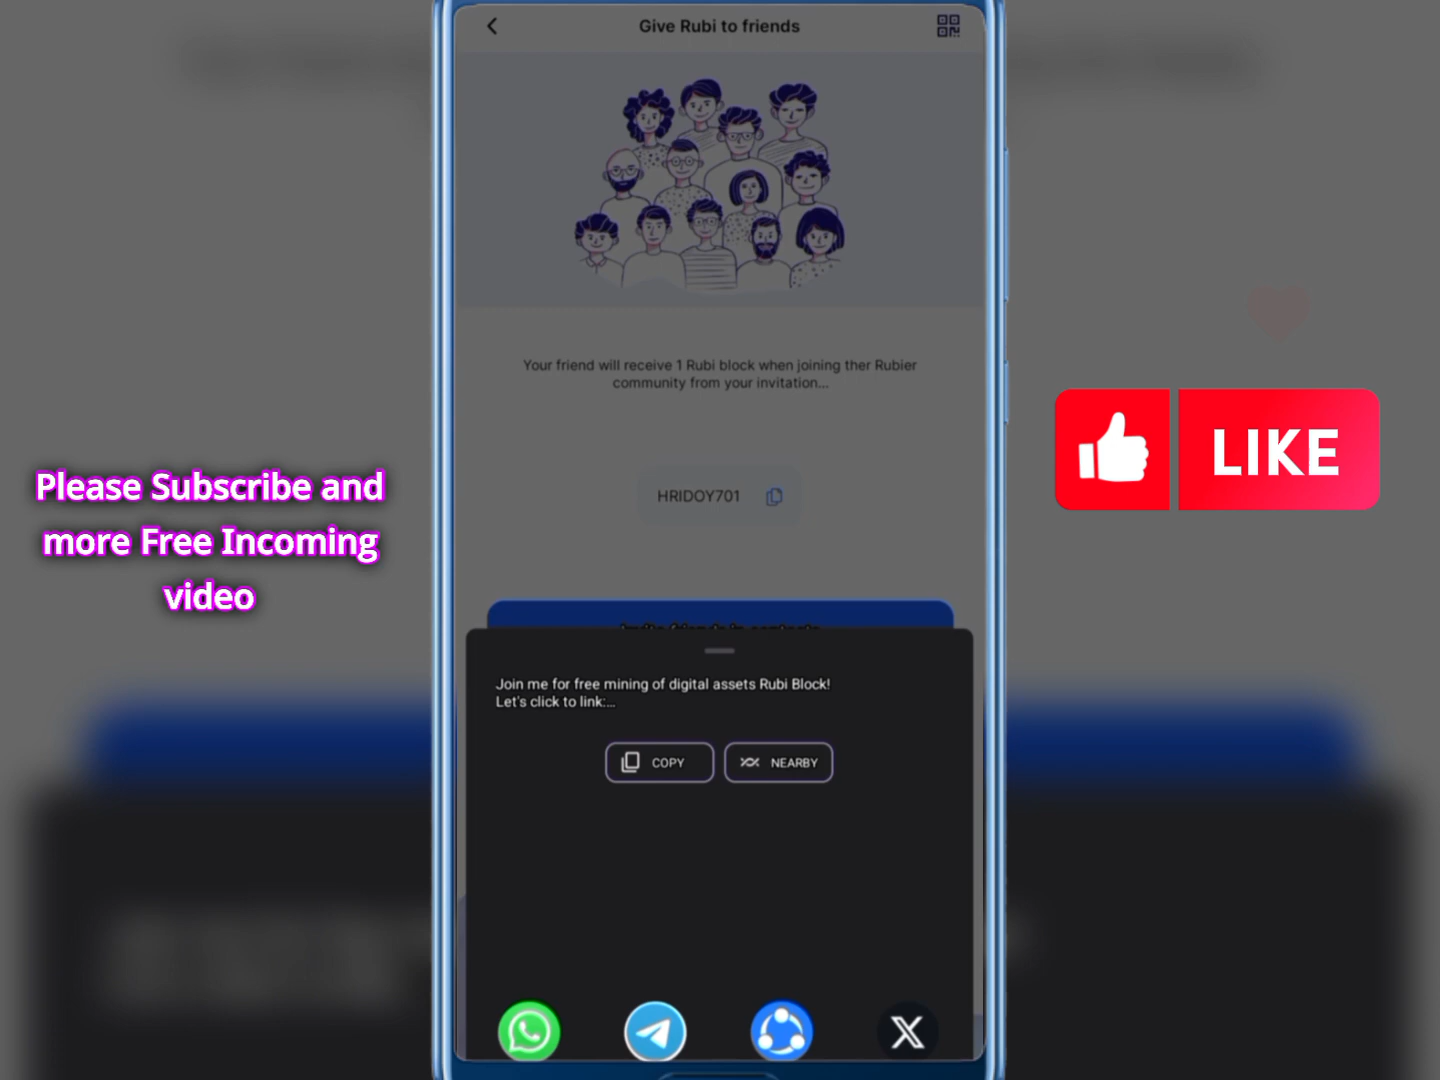 Give Rubi to friends
Your friend will receive 1 Rubi block when joining ther Rubier
community from your invitation...
HRIDOY701
Please Subscribe and
more Free Incoming
video
LIKE
Join me for free mining of digital assets Rubi Block!
Let's click to link:...
COPY
NEARBY